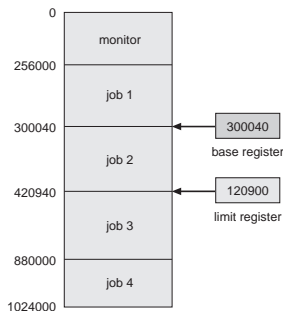 0
monitor
256000
job 1
300040
300040
base register
job 2
420940
120900
limit register
job 3
880000
job 4
1024000